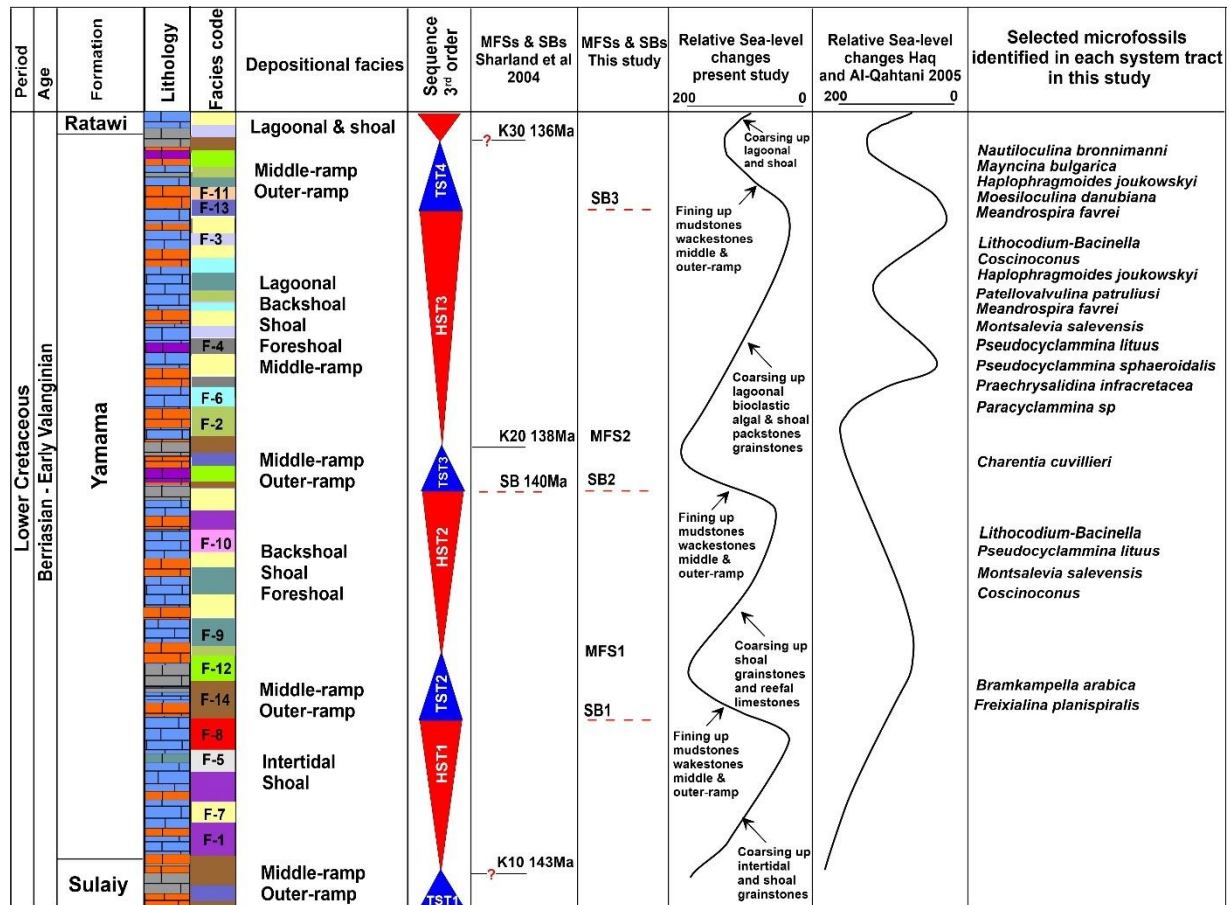 Period
Age
Formation
Lithology
Facies code
Depositional facies
Sequence
3rd order
MFSs & SBs
Sharland et al
2004
MFSs & SBs
This study
Relative Sea-level
changes
present study
200 0
Relative Sea-level
changes Haq
and Al-Qahtani 2005
200 0
Selected microfossils
identified in each system tract
in this study
Lower Cretaceous
Berriasian - Early Valanginian
Ratawi
Yamama
Sulaiy
F-11
F-13
F-3
F-4
F-6
F-2
F-10
F-9
F-12
F-14
F-8
F-5
F-7
F-1
Lagoonal & shoal
Middle-ramp
Outer-ramp
Lagoonal
Backshoal
Shoal
Foreshoal
Middle-ramp
Middle-ramp
Outer-ramp
Backshoal
Shoal
Foreshoal
Middle-ramp
Outer-ramp
Intertidal
Shoal
Middle-ramp
Outer-ramp
TST4
HST3
TST3
HST2
TST2
HST1
TST1
? K30 136Ma
K20 138Ma
SB 140Ma
K10 143Ma
?
SB3
MFS2
SB2
MFS1
SB1
Coarsing up
lagoonal
and shoal
Fining up
mudstones
wackestones
middle &
outer-ramp
Coarsing up
lagoonal
bioclastic
algal & shoal
packstones
grainstones
Fining up
mudstones
wackestones
middle &
outer-ramp
Coarsing up
shoal
grainstones
and reefal
limestones
Fining up
mudstones
wakestones
middle &
outer-ramp
Coarsing up
intertidal
and shoal
grainstones
Nautiloculina bronnimanni
Mayncina bulgarica
Haplophragmoides joukowskyi
Moesiloculina danubiana
Meandrospira favrei
Lithocodium-Bacinella
Coscinoconus
Haplophragmoides joukowskyi
Patellovalvulina patruliusi
Meandrospira favrei
Montsalevia salevensis
Pseudocyclammina lituus
Pseudocyclammina sphaeroidalis
Praechrysalidina infracretacea
Paracyclammina sp
Charentia cuvillieri
Lithocodium-Bacinella
Pseudocyclammina lituus
Montsalevia salevensis
Coscinoconus
Bramkampella arabica
Freixialina planispiralis